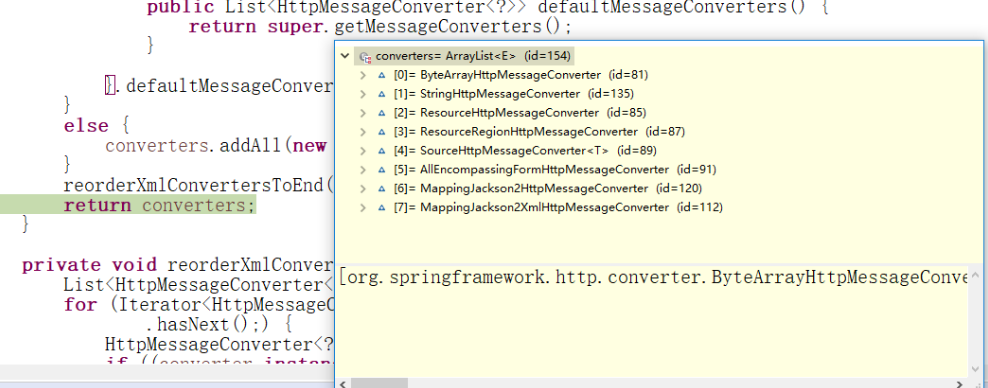 public List<HttpMessageConverter<?>> defaultMessageConverters() {
return super.getMessageConverters();
}
converters= ArrayList<E> (id=154)
[0]= ByteArrayHttpMessageConverter (id=81)
}.defaultMessageConver
[1]= StringHttpMessageConverter (id=135)
}
[2]= ResourceHttpMessageConverter (id=85)
else {
[3]= ResourceRegionHttpMessageConverter (id=87)
converters.addAll(new
[4]= SourceHttpMessageConverter<T> (id=89)
}
[5]= AllEncompassingFormHttpMessageConverter (id=91)
reorderXmlConvertersToEnd(
[6]= MappingJackson2HttpMessageConverter (id=120)
return converters;
[7]= MappingJackson2XmlHttpMessageConverter (id=112)
}
private void reorderXmlConver
[org.springframework.http.converter.ByteArrayHttpMessageConve
List<HttpMessageConverter<
for (Iterator<HttpMessageC
.hasNext();) {
HttpMessageConverter<?
if ((converter instan